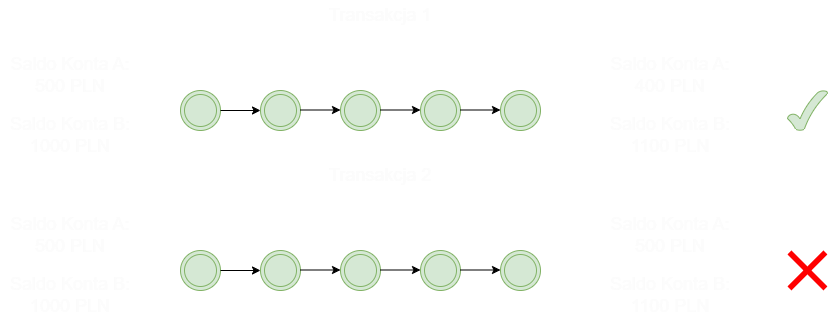 Transakcja 1
Saldo Konta A:
500 PLN
Saldo Konta B:
1000 PLN
Saldo Konta A:
400 PLN
Saldo Konta B:
1100 PLN
Transakcja 2
Saldo Konta A:
500 PLN
Saldo Konta B:
1000 PLN
Saldo Konta A:
500 PLN
Saldo Konta B:
1100 PLN